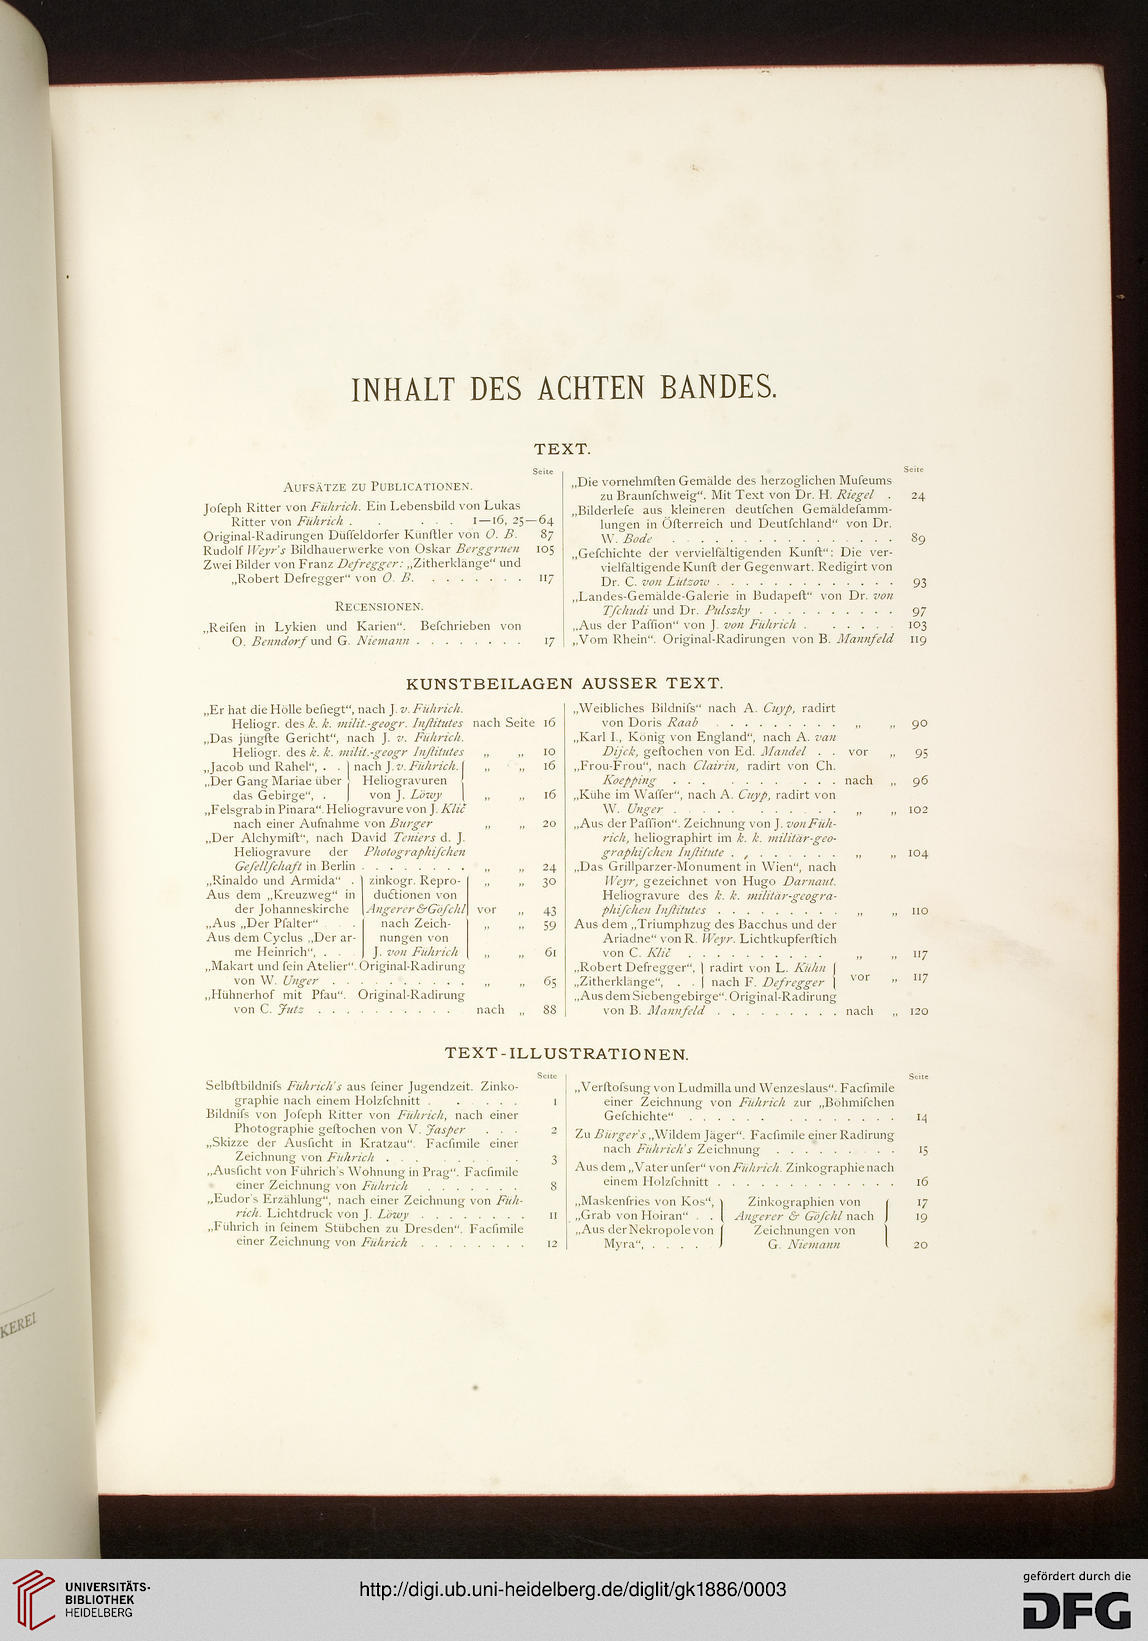 INHALT DES ACHTEN BANDES.
TEXT.
Seite
AUFSÄTZE ZU PUBLICATIONEN.
Joſeph Ritter von Führich. Ein Lebensbild von Lukas
Ritter von Führich . . . . . 1—16, 25—64
Original-Radirungen Düſſeldorfer Künſtler von O. B. 87
Rudolf Weyr's Bildhauerwerke von Oskar Berggruen 105
Zwei Bilder von Franz Defregger: „Zitherklänge“ und
„Robert Defregger“ von O. B. . . . . . . . 117
RECENSIONEN.
„Reiſen in Lykien und Karien“. Beſchrieben von
O. Benndorf und G. Niemann . . . . . . . . 17
Seite
„Die vornehmſten Gemälde des herzoglichen Muſeums
zu Braunſchweig“. Mit Text von Dr. H. Riegel . 24
„Bilderleſe aus kleineren deutſchen Gemäldeſamm-
lungen in Öſterreich und Deutſchland“ von Dr.
W. Bode . . . . . . . . . . . . . . . . 89
„Geſchichte der vervielfältigenden Kunſt“: Die ver-
vielfältigende Kunſt der Gegenwart. Redigirt von
Dr. C. von Lützow . . . . . . . . . . . . . 93
„Landes-Gemälde-Galerie in Budapeſt“ von Dr. von
Tſchudi und Dr. Pulszky . . . . . . . . . . 97
„Aus der Paſſion“ von J. von Führich . . . . . . 103
„Vom Rhein“. Original-Radirungen von B. Mannfeld 119
KUNSTBEILAGEN AUSSER TEXT.
„Er hat die Hölle beſiegt“, nach J. v. Führich.
Heliogr. des k. k. milit.-geogr. Inſtitutes nach Seite 16
„Das jüngſte Gericht“, nach J. v. Führich.
Heliogr. des k. k. milit.-geogr Inſtitutes „ „ 10
„Jacob und Rahel“, . . nach J. v. Führich. „ „ 16
„Der Gang Mariae über Heliogravuren
das Gebirge“, . von J. Löwy „ „ 16
„Felsgrab in Pinara“. Heliogravure von J. Klič
nach einer Aufnahme von Burger „ „ 20
„Der Alchymiſt“, nach David Teniers d. J.
Heliogravure der Photographiſchen
Geſellſchaft in Berlin . . . . . . . . „ „ 24
„Rinaldo und Armida“ . zinkogr. Repro- „ „ 30
Aus dem „Kreuzweg“ in ductionen von
der Johanneskirche Angerer & Göſchl vor „ 43
„Aus „Der Pſalter“ . . nach Zeich- „ „ 59
Aus dem Cyclus „Der ar- nungen von
me Heinrich“, . . . J. von Führich „ „ 61
„Makart und ſein Atelier“. Original-Radirung
von W. Unger . . . . . . . . . . „ „ 65
„Hühnerhof mit Pfau“. Original-Radirung
von C. Jutz . . . . . . . . . . nach „ 88
„Weibliches Bildniſs“ nach A. Cuyp, radirt
von Doris Raab . . . . . . . . . „ „ 90
„Karl I., König von England“, nach A. van
Dijck, geſtochen von Ed. Mandel . . vor „ 95
„Frou-Frou“, nach Clairin, radirt von Ch.
Koepping . . . . . . . . . . nach „ 96
„Kühe im Waſſer“, nach A. Cuyp, radirt von
W. Unger . . . . . . . . . . . . „ „ 102
„Aus der Paſſion“. Zeichnung von J. von Füh-
rich, heliographirt im k. k. militär-geo-
graphiſchen Inſtitute . . . . . . . . „ „ 104
„Das Grillparzer-Monument in Wien“, nach
Weyr, gezeichnet von Hugo Darnaut.
Heliogravure des k. k. militär-geogra-
phiſchen Inſtitutes . . . . . . . . . „ „ 110
Aus dem „Triumphzug des Bacchus und der
Ariadne“ von R. Weyr. Lichtkupferſtich
von C. Klič . . . . . . . . . . „ „ 117
„Robert Defregger“, radirt von L. Kühn
„Zitherklänge“, . . nach F. Defregger vor „ 117
„Aus dem Siebengebirge“. Original-Radirung
von B. Mannfeld . . . . . . . . . nach „ 120
TEXT-ILLUSTRATIONEN.
Seite
Selbſtbildniſs Führich's aus ſeiner Jugendzeit. Zinko-
graphie nach einem Holzſchnitt . . . . . . 1
Bildniſs von Joſeph Ritter von Führich, nach einer
Photographie geſtochen von V. Jasper . . . 2
„Skizze der Ausſicht in Kratzau“. Facſimile einer
Zeichnung von Führich . . . . . . . . 3
„Ausſicht von Führich's Wohnung in Prag“. Facſimile
einer Zeichnung von Führich . . . . . . . 8
„Eudor's Erzählung“, nach einer Zeichnung von Füh-
rich. Lichtdruck von J. Löwy . . . . . . . . 11
„Führich in ſeinem Stübchen zu Dresden“. Facſimile
einer Zeichnung von Führich . . . . . . . . 12
Seite
„Verſtoſsung von Ludmilla und Wenzeslaus“. Facſimile
einer Zeichnung von Führich zur „Böhmiſchen
Geſchichte“ . . . . . . . . . . . . . . . 14
Zu Bürger's „Wildem Jäger“. Facſimile einer Radirung
nach Führich's Zeichnung . . . . . . . . . 15
Aus dem „Vater unſer“ von Führich. Zinkographie nach
einem Holzſchnitt . . . . . . . . . . . . . 16
„Maskenfries von Kos“, Zinkographien von 17
„Grab von Hoiran“ . . Angerer & Göſchl nach 19
„Aus der Nekropole von Zeichnungen von
Myra“, . . . . G. Niemann 20
KEREI
UNIVERSITÄTS-
BIBLIOTHEK
HEIDELBERG
http://digi.ub.uni-heidelberg.de/diglit/gk1886/0003
gefördert durch die
DFG